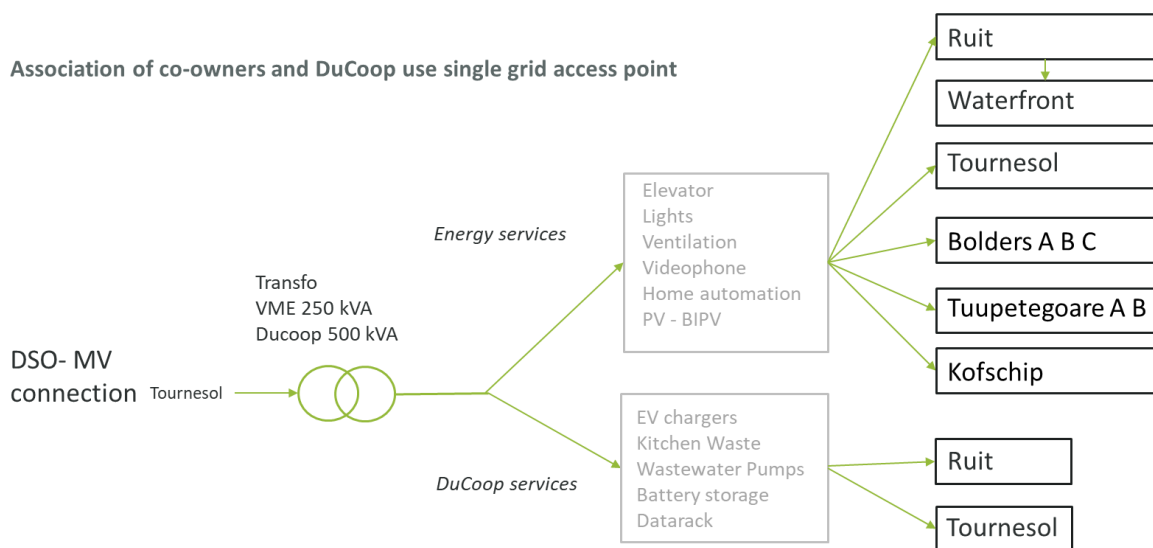 Association of co-owners and DuCoop use single grid access point
DSO- MV
connection
Tournesol
Transfo
VME 250 kVA
Ducoop 500 kVA
Energy services
Elevator
Lights
Ventilation
Videophone
Home automation
PV - BIPV
Ruit
Waterfront
Tournesol
Bolders A B C
Tuupetegoare A B
Kofschip
DuCoop services
EV chargers
Kitchen Waste
Wastewater Pumps
Battery storage
Datarack
Ruit
Tournesol